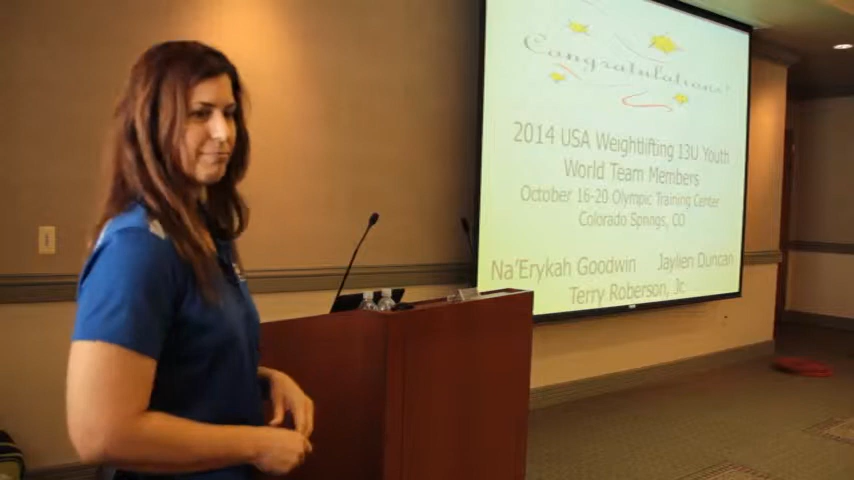 Congratulations!
2014 USA Weightlifting 13U Youth
World Team Members
October 16-20 Olympic Training Center
Colorado Springs, CO
Na'Erykah Goodwin Jaylien Duncan
Terry Roberson, Jr.